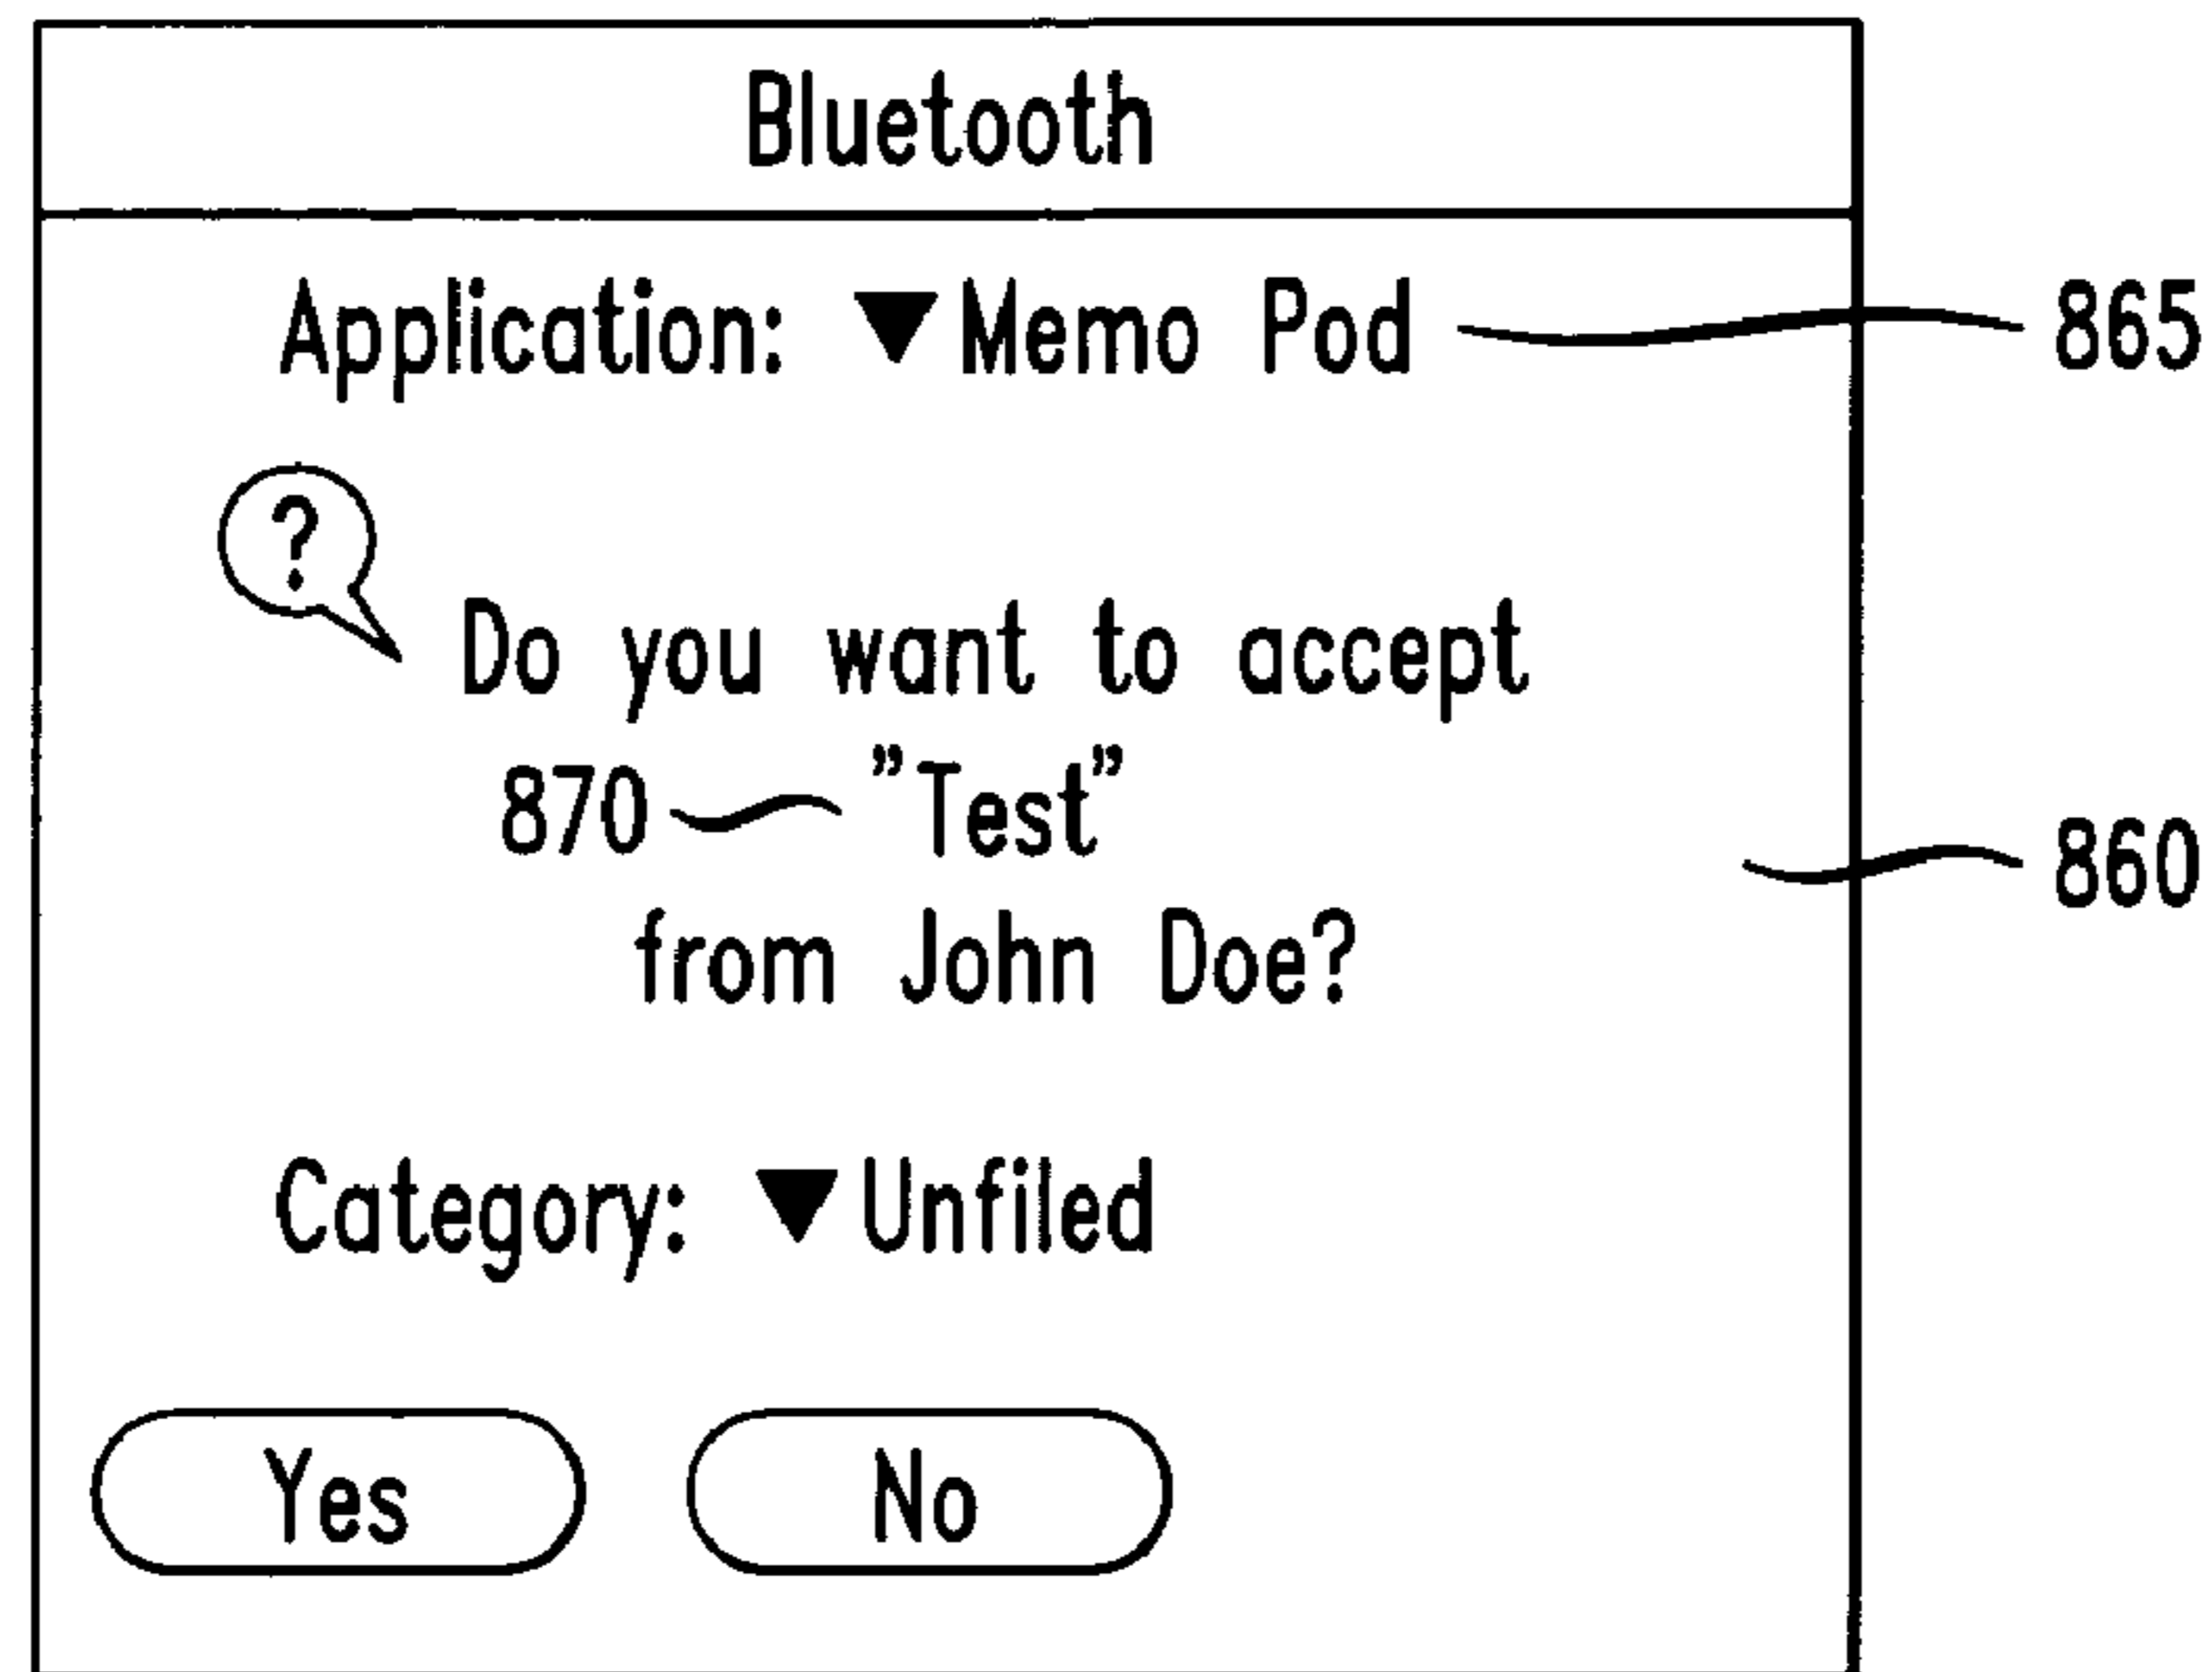 Bluetooth
Application: ▼Memo Pod 865
?
Do you want to accept
870 ”Test”
860
from John Doe?
Category: ▼Unfiled
Yes No